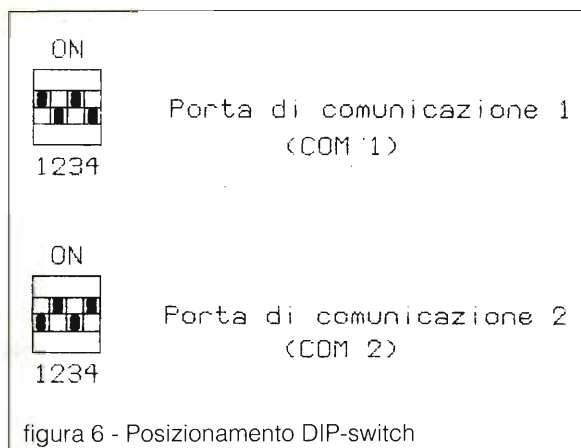 ON
1234
Porta di comunicazione 1
(COM 1)
ON
1234
Porta di comunicazione 2
(COM 2)
figura 6 - Posizionamento DIP-switch